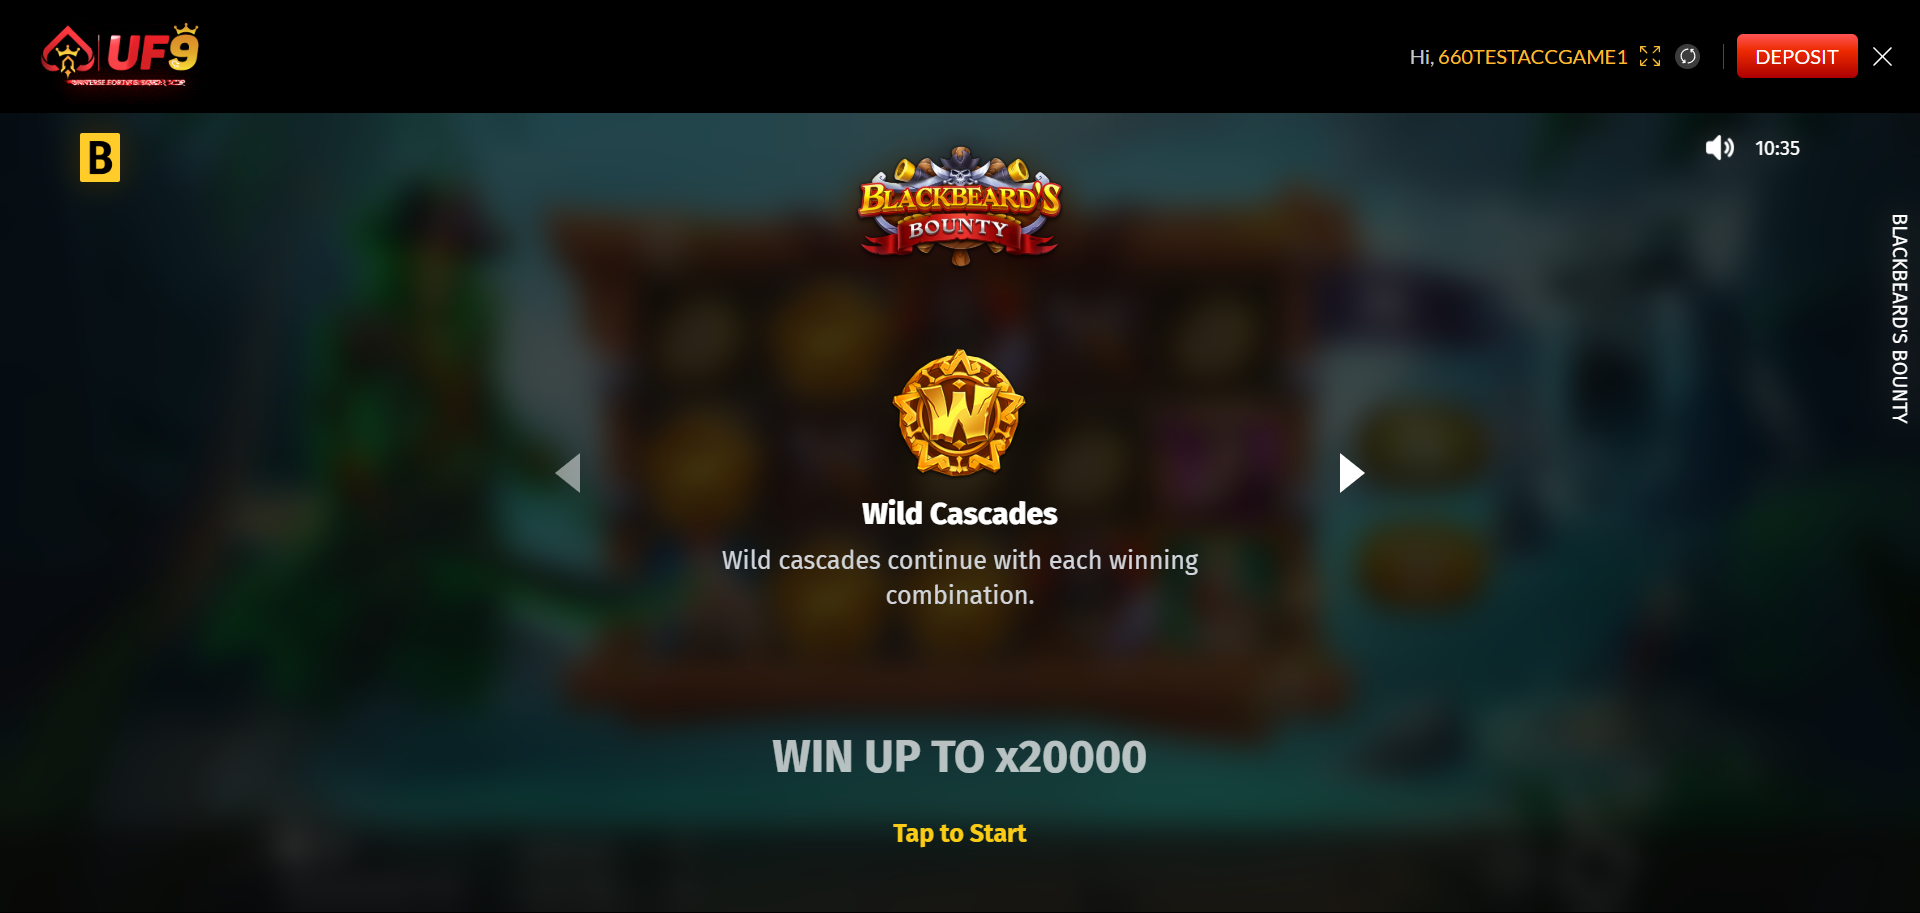 UF9
Hi, 660TESTACCGAME1
DEPOSIT
B
10:35
BLACKBEARD'S
BOUNTY
BLACKBEARD'S BOUNTY
W
Wild Cascades
Wild cascades continue with each winning
combination.
WIN UP TO x20000
Tap to Start